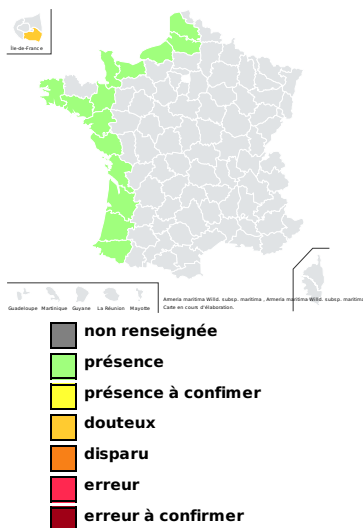 Île-de-France
Guadeloupe Martinique Guyane La Réunion Mayotte
Armeria maritima Willd. subsp. maritima , Armeria maritima Willd. subsp. maritima
Carte en cours d'élaboration.
non renseignée
présence
présence à confimer
douteux
disparu
erreur
erreur à confirmer